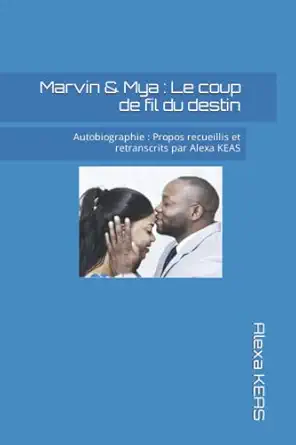 Marvin & Mya : Le coup
de fil du destin
Autobiographie : Propos recueillis et
retranscrits par Alexa KEAS
Alexa KEAS